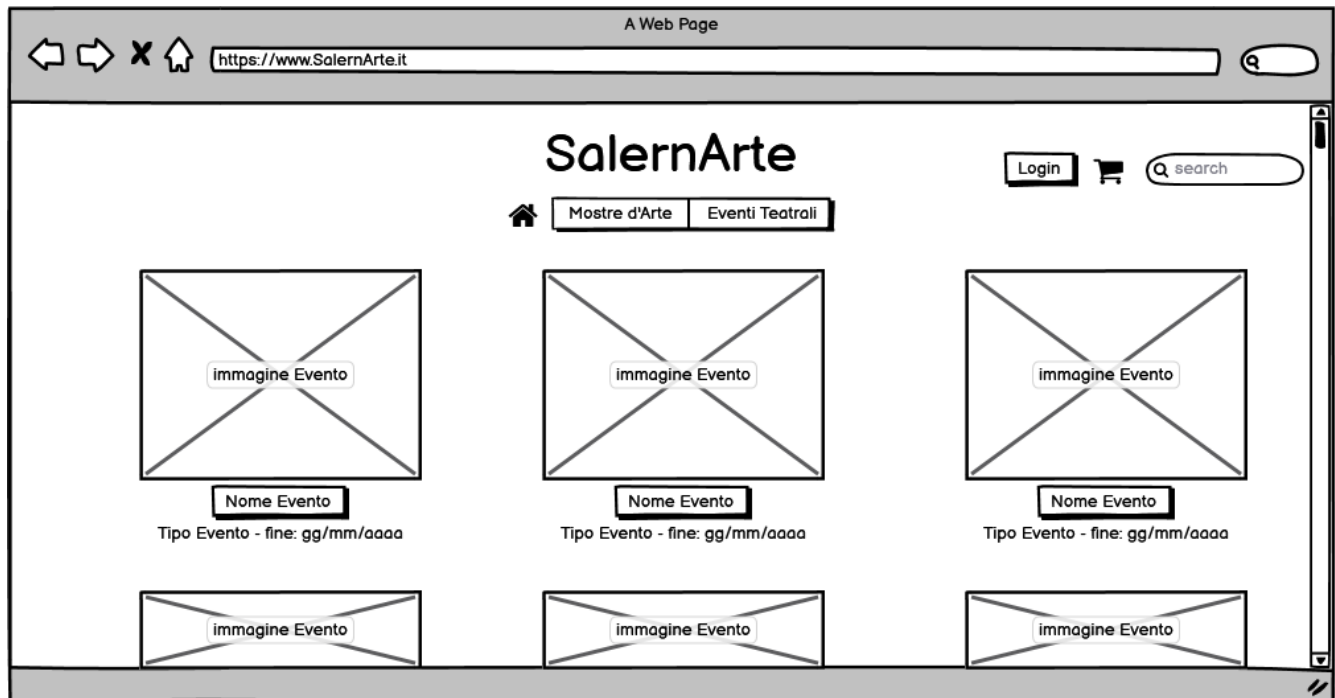 A Web Page
https://www.SalernArte.it
SalernArte
Login
search
Mostre d'Arte
Eventi Teatrali
immagine Evento
immagine Evento
immagine Evento
Nome Evento
Nome Evento
Nome Evento
Tipo Evento - fine: gg/mm/aaaa
Tipo Evento - fine: gg/mm/aaaa
Tipo Evento - fine: gg/mm/aaaa
immagine Evento
immagine Evento
immagine Evento